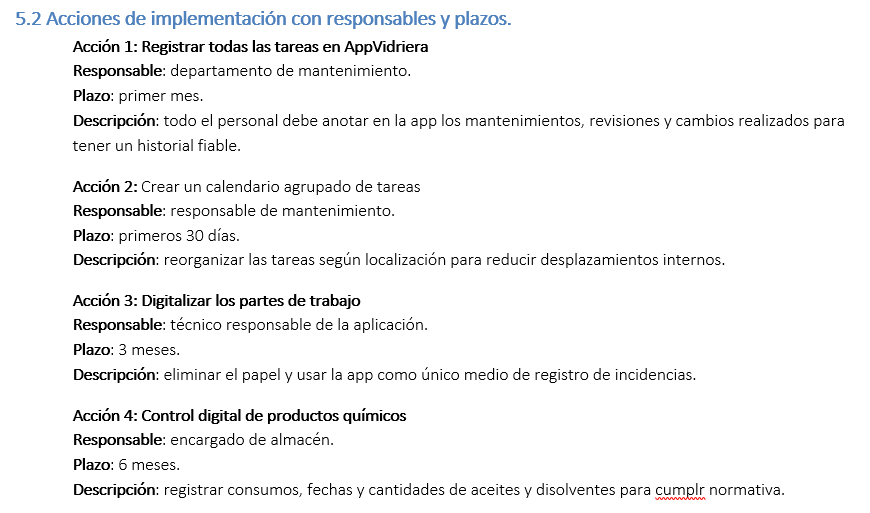 5.2 Acciones de implementación con responsables y plazos.
Acción 1: Registrar todas las tareas en AppVidriera
Responsable: departamento de mantenimiento.
Plazo: primer mes.
Descripción: todo el personal debe anotar en la app los mantenimientos, revisiones y cambios realizados para
tener un historial fiable.
Acción 2: Crear un calendario agrupado de tareas
Responsable: responsable de mantenimiento.
Plazo: primeros 30 días.
Descripción: reorganizar las tareas según localización para reducir desplazamientos internos.
Acción 3: Digitalizar los partes de trabajo
Responsable: técnico responsable de la aplicación.
Plazo: 3 meses.
Descripción: eliminar el papel y usar la app como único medio de registro de incidencias.
Acción 4: Control digital de productos químicos
Responsable: encargado de almacén.
Plazo: 6 meses.
Descripción: registrar consumos, fechas y cantidades de aceites y disolventes para cumplr normativa.